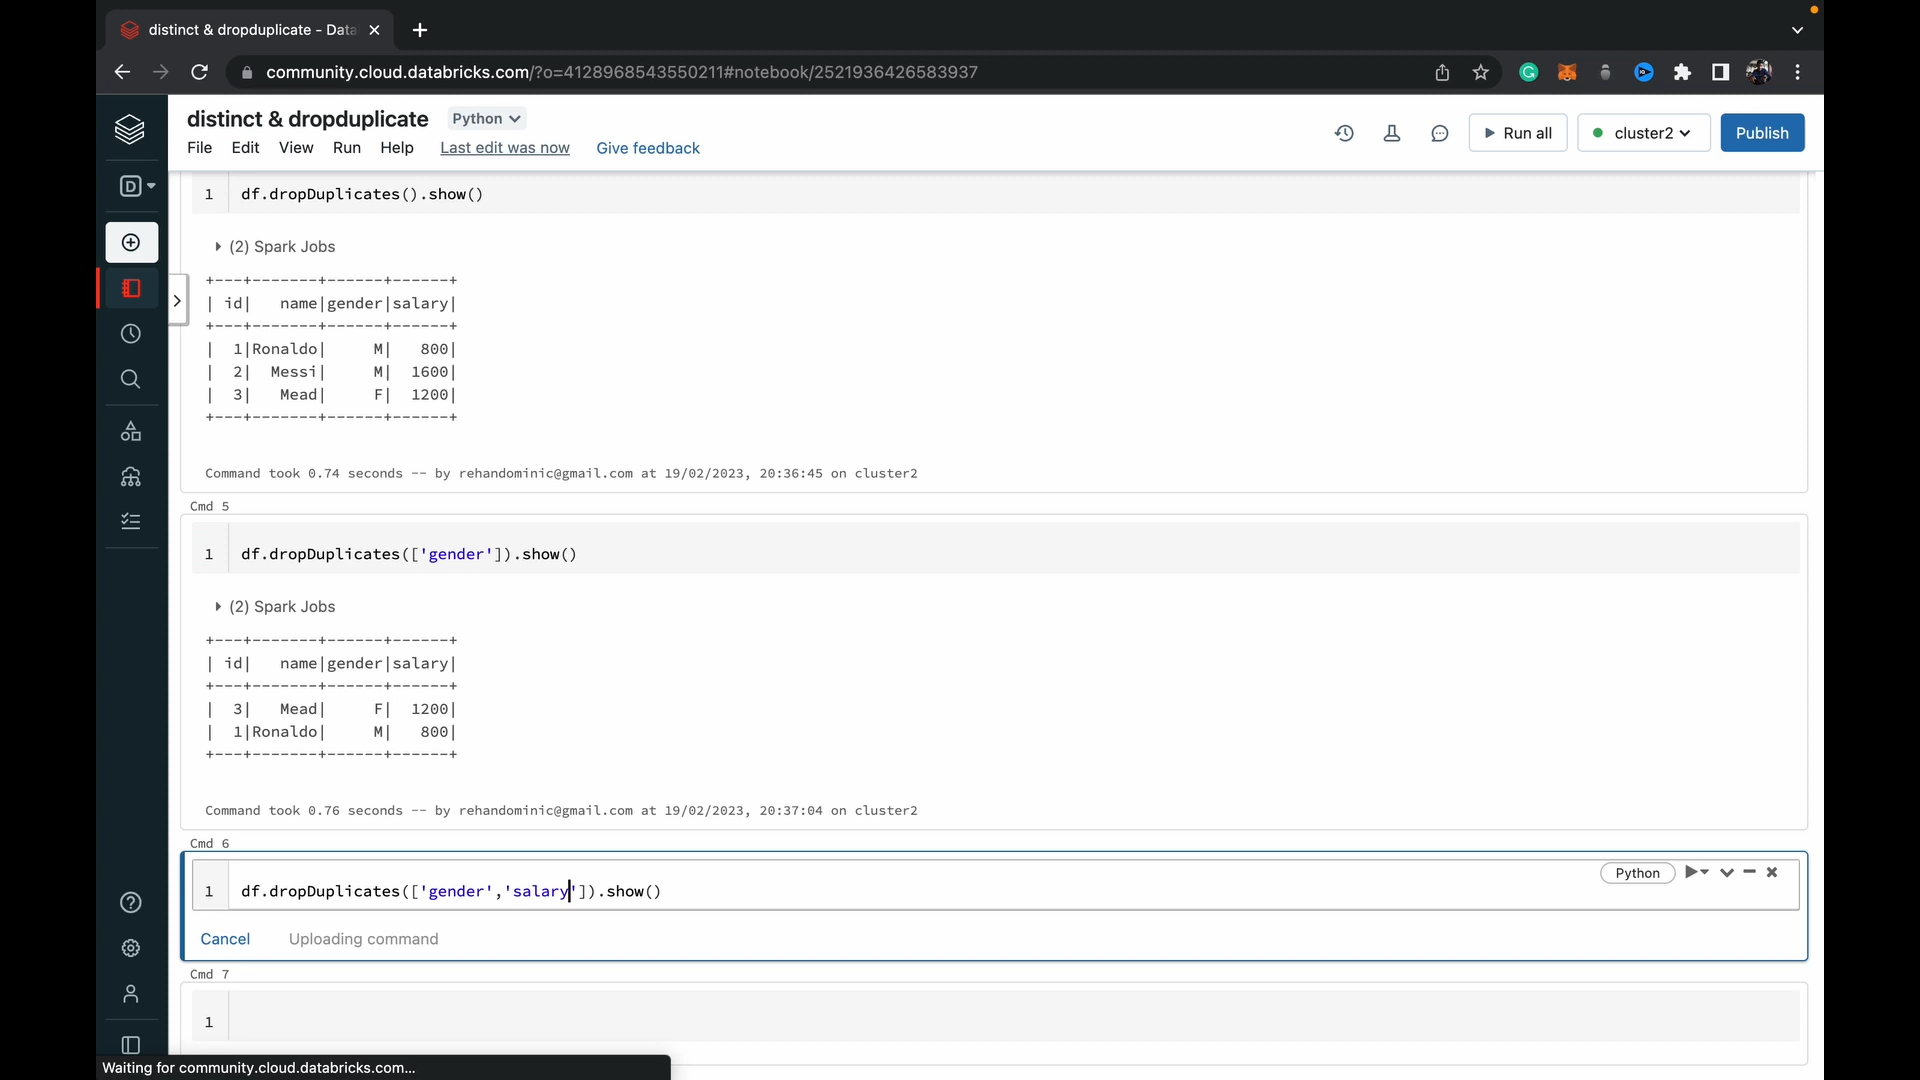 distinct & dropduplicate - Data
community.cloud.databricks.com/?o=4128968543550211#notebook/2521936426583937
distinct & dropduplicate Python
File Edit View Run Help Last edit was now Give feedback
Run all cluster2 Publish
D
1 df.dropDuplicates().show()
(2) Spark Jobs
+---+-------+------+------+
| id|   name|gender|salary|
+---+-------+------+------+
|  1|Ronaldo|     M|   800|
|  2|  Messi|     M|  1600|
|  3|   Mead|     F|  1200|
+---+-------+------+------+
Command took 0.74 seconds -- by rehandominic@gmail.com at 19/02/2023, 20:36:45 on cluster2
Cmd 5
1 df.dropDuplicates(['gender']).show()
(2) Spark Jobs
+---+-------+------+------+
| id|   name|gender|salary|
+---+-------+------+------+
|  3|   Mead|     F|  1200|
|  1|Ronaldo|     M|   800|
+---+-------+------+------+
Command took 0.76 seconds -- by rehandominic@gmail.com at 19/02/2023, 20:37:04 on cluster2
Cmd 6
Python
1 df.dropDuplicates(['gender','salary']).show()
Cancel Uploading command
Cmd 7
1
Waiting for community.cloud.databricks.com...